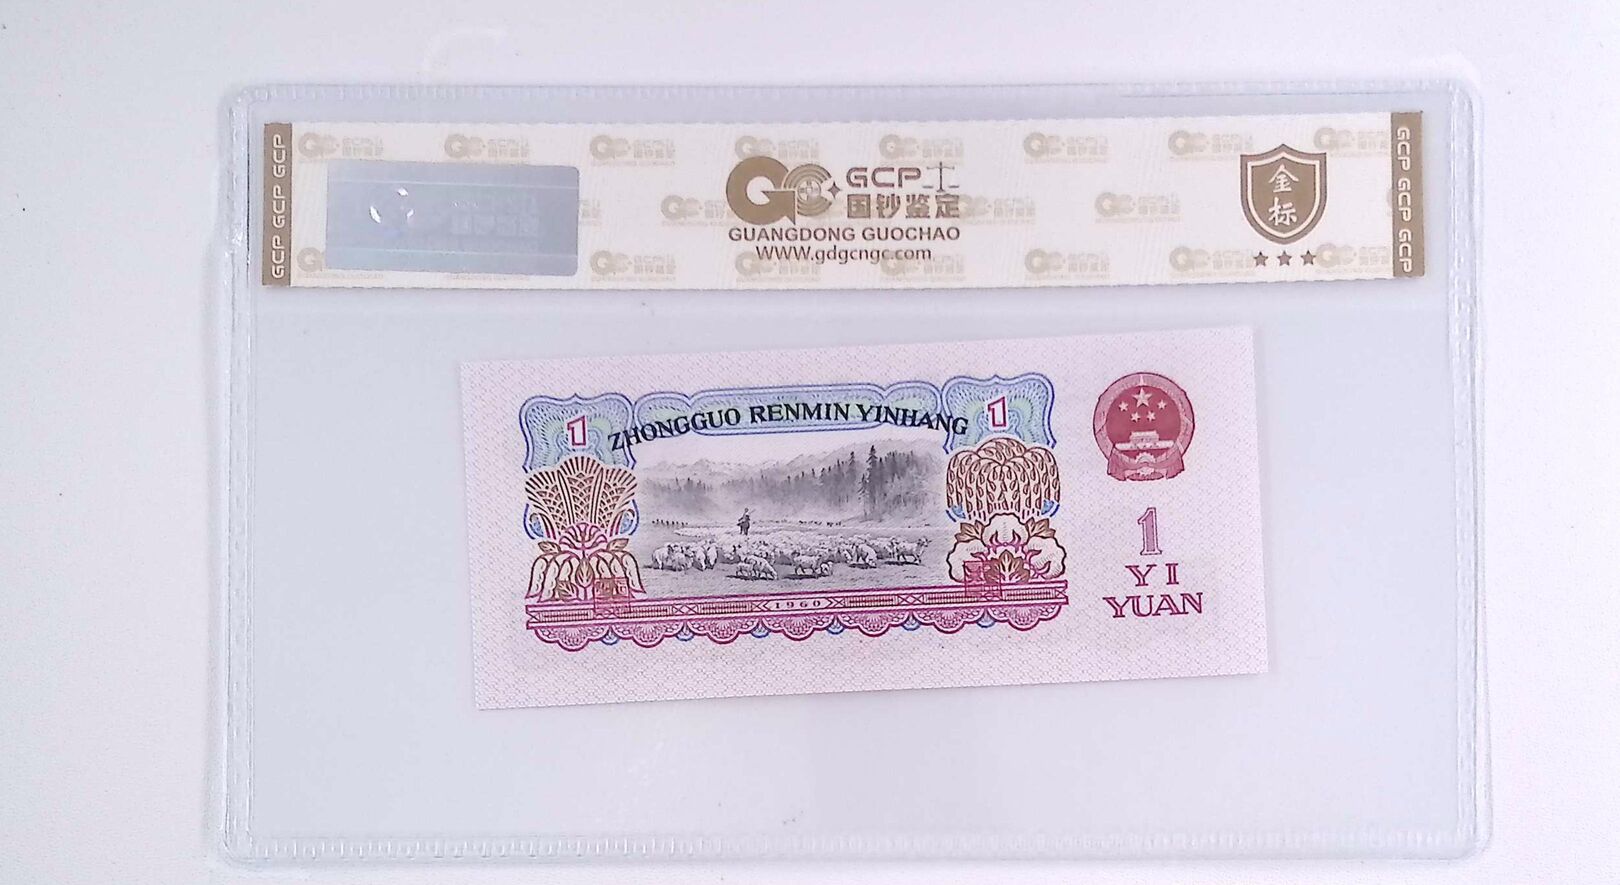 GCP GCP GCP
GCP
国钞鉴定
GUANGDONG GUOCHAO
WWW.gdgcngc.com
金标
GCP GCP GCP
1 ZHONGGUO RENMIN YINHANG 1
1960
1
YI
YUAN